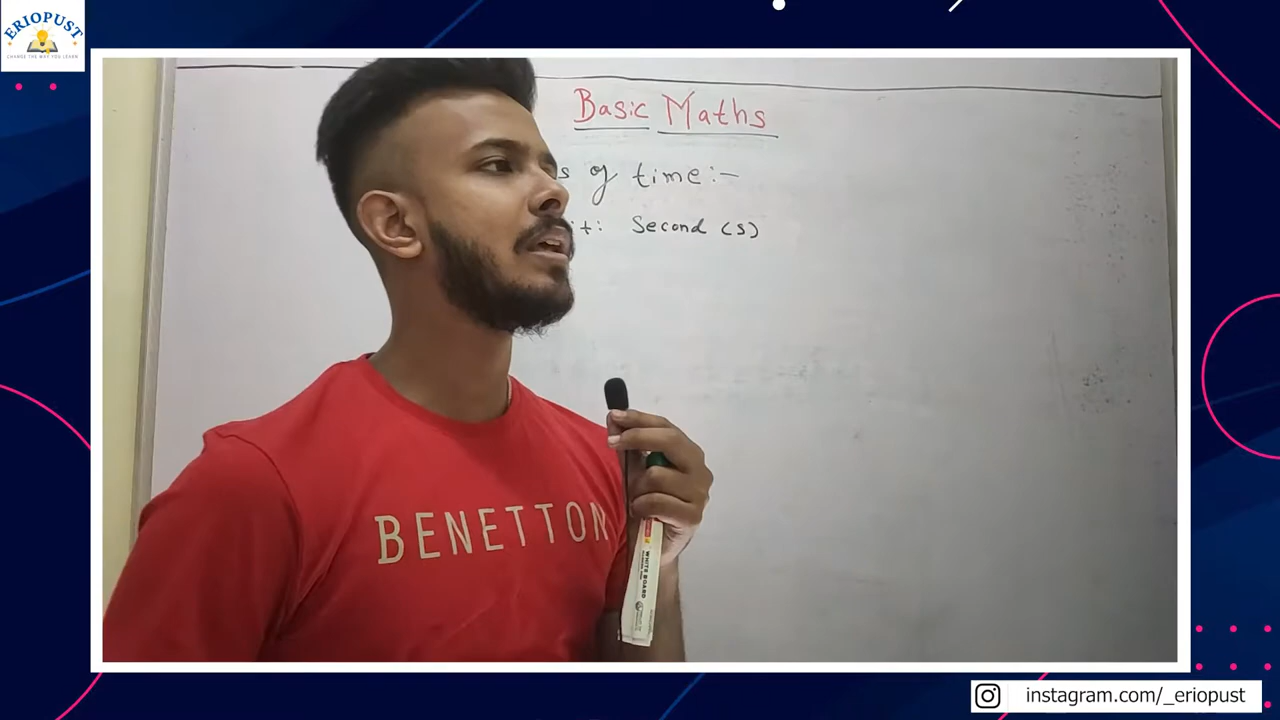 ERIOPUST
CHANGE THE WAY YOU LEARN
Basic Maths
of time:-
Second (s)
BENETTON
WHITE BOARD
instagram.com/_eriopust